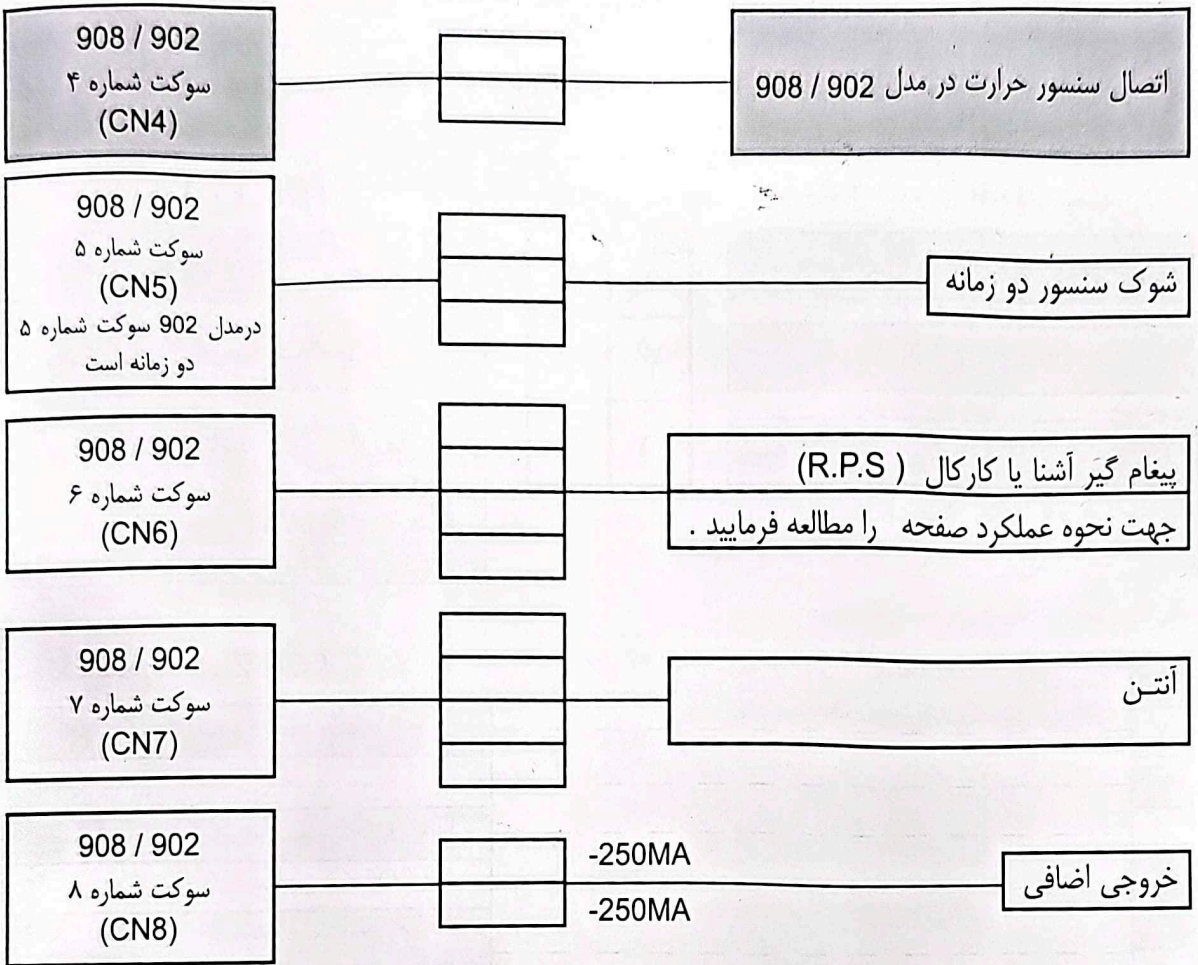 908 / 902
سوکت شماره ۴
(CN4)
اتصال سنسور حرارت در مدل 902 / 908
908 / 902
سوکت شماره ۵
(CN5)
درمدل 902 سوکت شماره ۵
دو زمانه است
شوک سنسور دو زمانه
908 / 902
سوکت شماره ۶
(CN6)
پیغام گیر آشنا یا کارکال ( R.P.S)
جهت نحوه عملکرد صفحه را مطالعه فرمایید .
908 / 902
سوکت شماره ۷
(CN7)
آنتـن
908 / 902
سوکت شماره ۸
(CN8)
-250MA
-250MA
خروجی اضافی